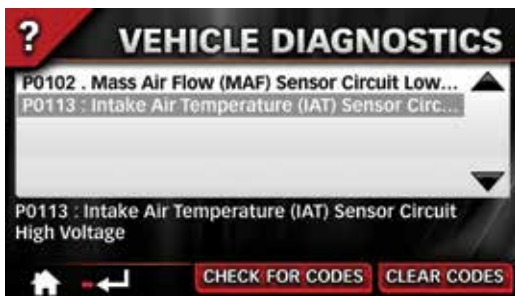 ?
VEHICLE DIAGNOSTICS
P0102 . Mass Air Flow (MAF) Sensor Circuit Low...
P0113 : Intake Air Temperature (IAT) Sensor Circ...
P0113 : Intake Air Temperature (IAT) Sensor Circuit
High Voltage
CHECK FOR CODES CLEAR CODES